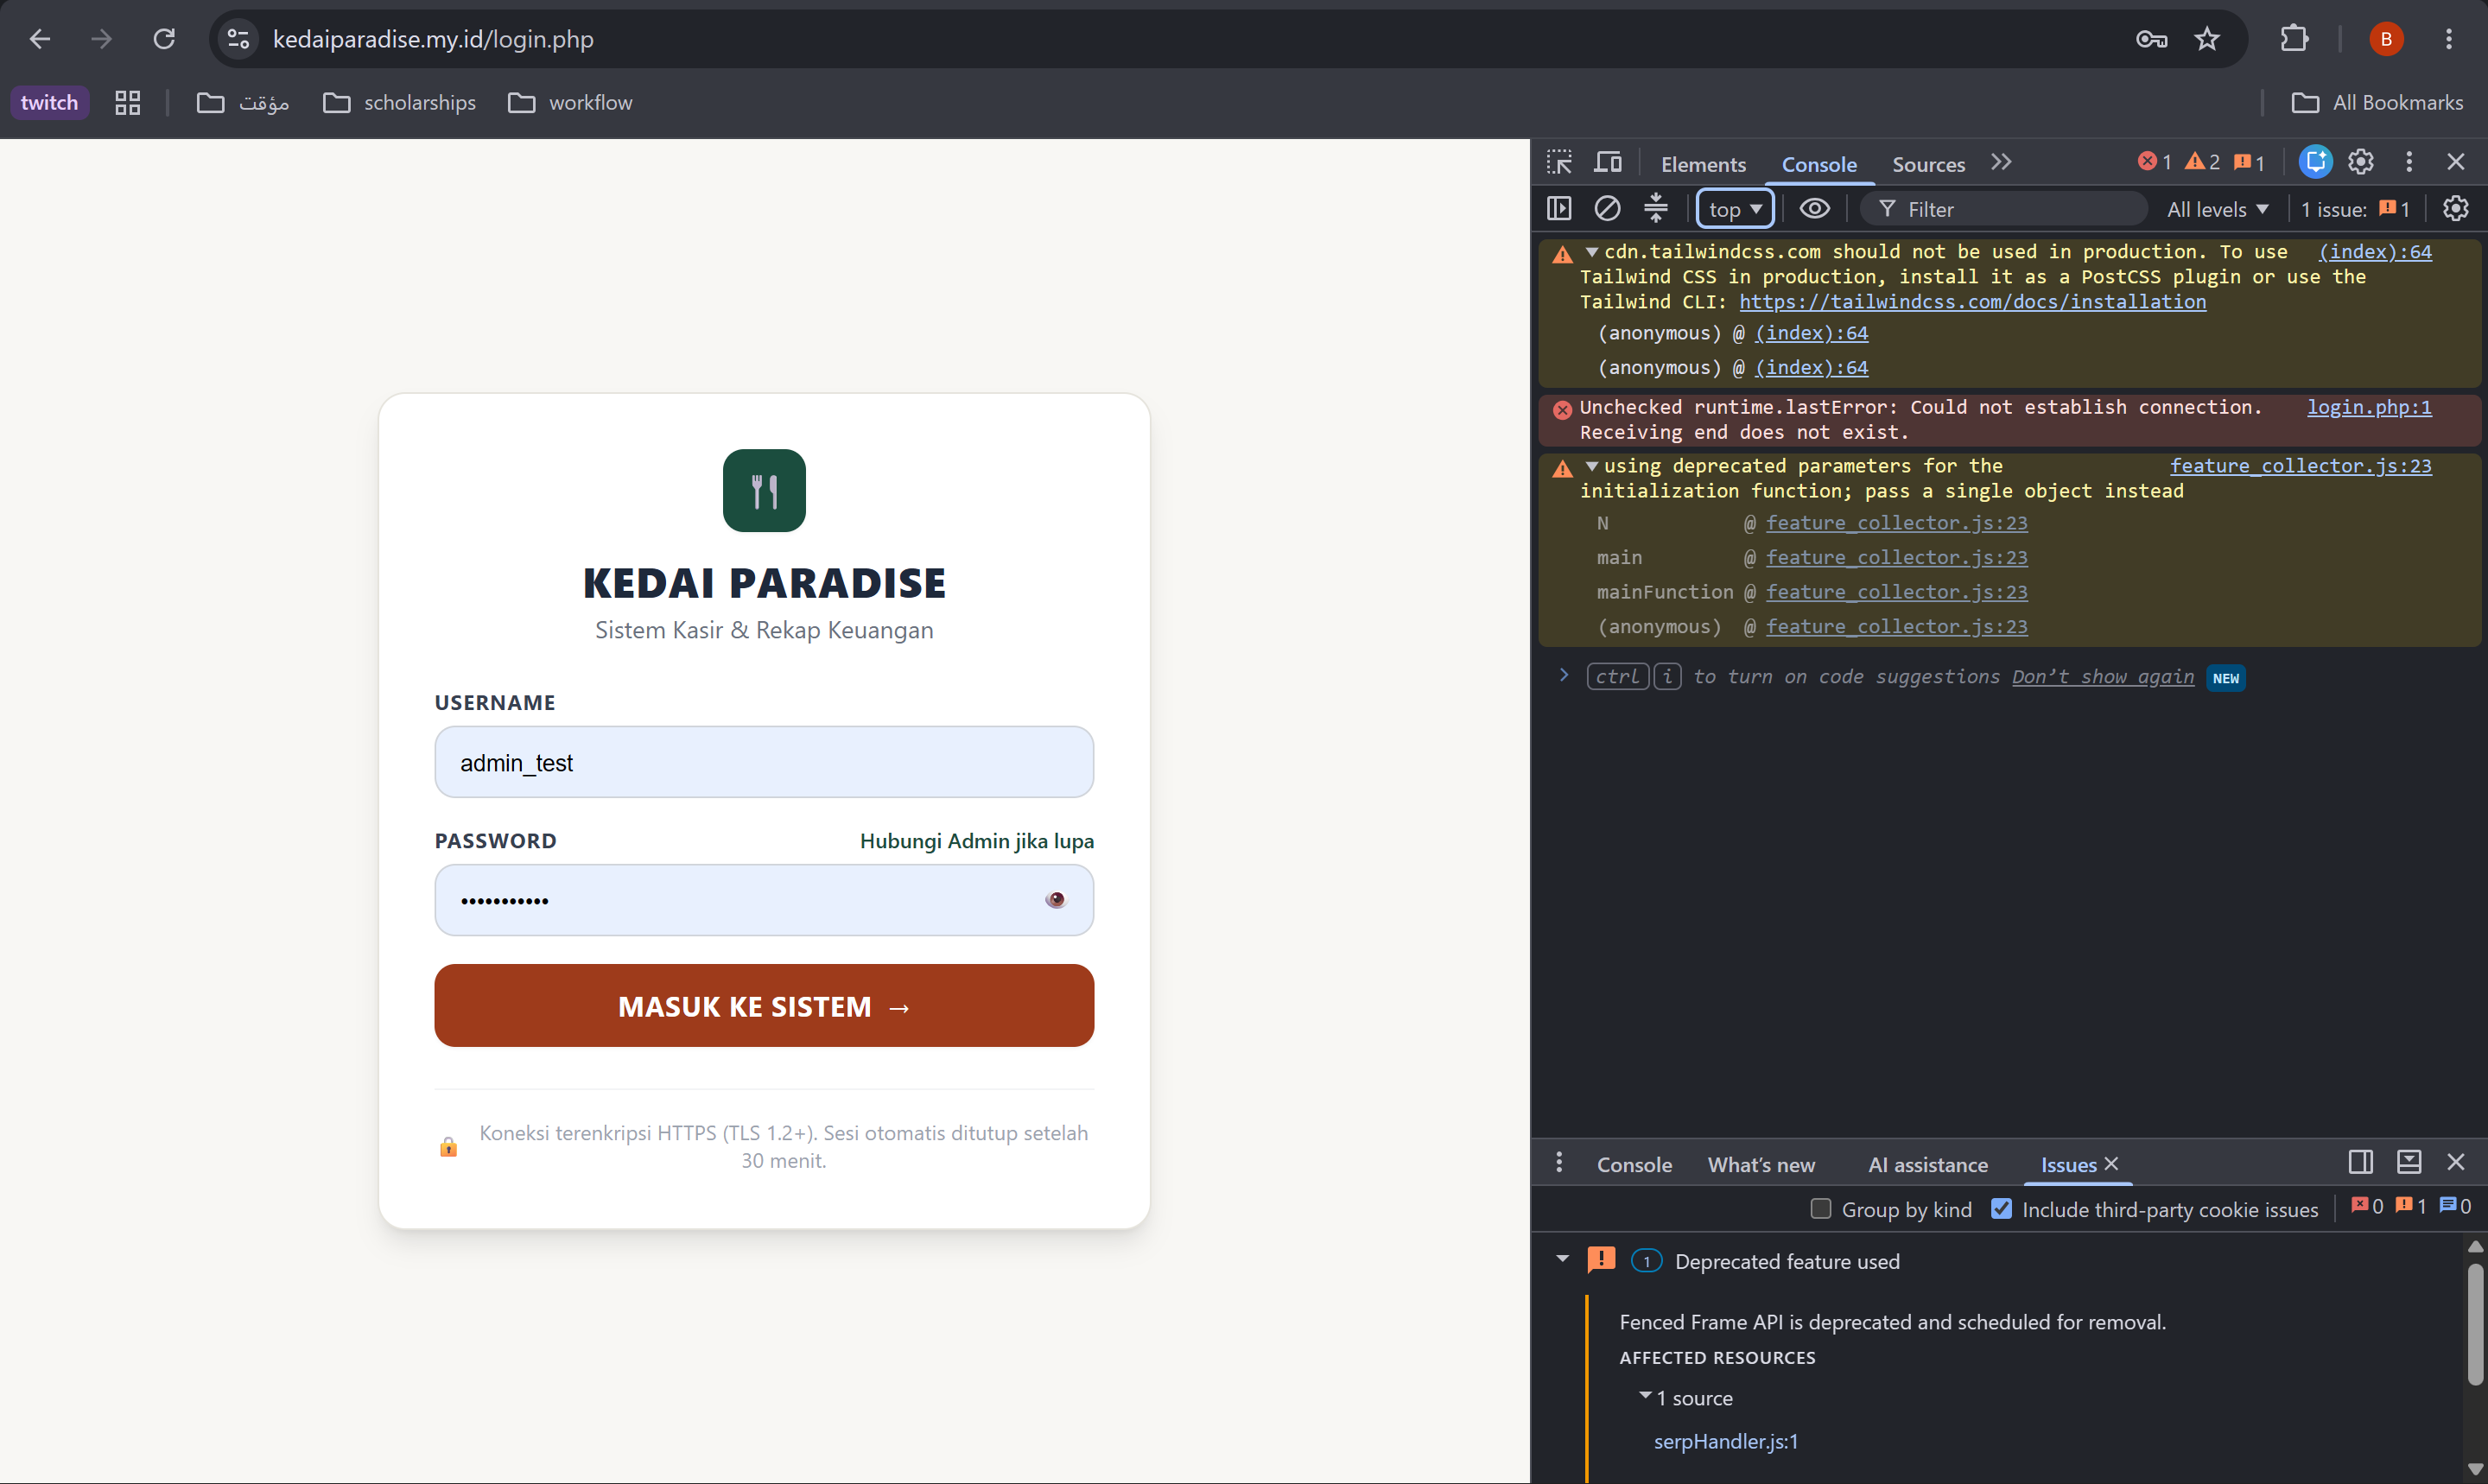 kedaiparadise.my.id/login.php
B
twitch
مؤقت
scholarships
workflow
All Bookmarks
KEDAI PARADISE
Sistem Kasir & Rekap Keuangan
USERNAME
admin_test
PASSWORD
Hubungi Admin jika lupa
•••••••••••
MASUK KE SISTEM →
Koneksi terenkripsi HTTPS (TLS 1.2+). Sesi otomatis ditutup setelah
30 menit.
Elements
Console
Sources
1
2
1
top
Filter
All levels
1 issue:
1
cdn.tailwindcss.com should not be used in production. To use (index):64
Tailwind CSS in production, install it as a PostCSS plugin or use the
Tailwind CLI: https://tailwindcss.com/docs/installation
(anonymous) @ (index):64
(anonymous) @ (index):64
Unchecked runtime.lastError: Could not establish connection. login.php:1
Receiving end does not exist.
using deprecated parameters for the feature_collector.js:23
initialization function; pass a single object instead
N @ feature_collector.js:23
main @ feature_collector.js:23
mainFunction @ feature_collector.js:23
(anonymous) @ feature_collector.js:23
ctrl i to turn on code suggestions Don't show again NEW
Console
What's new
AI assistance
Issues
Group by kind
Include third-party cookie issues
0
1
0
1
Deprecated feature used
Fenced Frame API is deprecated and scheduled for removal.
AFFECTED RESOURCES
1 source
serpHandler.js:1